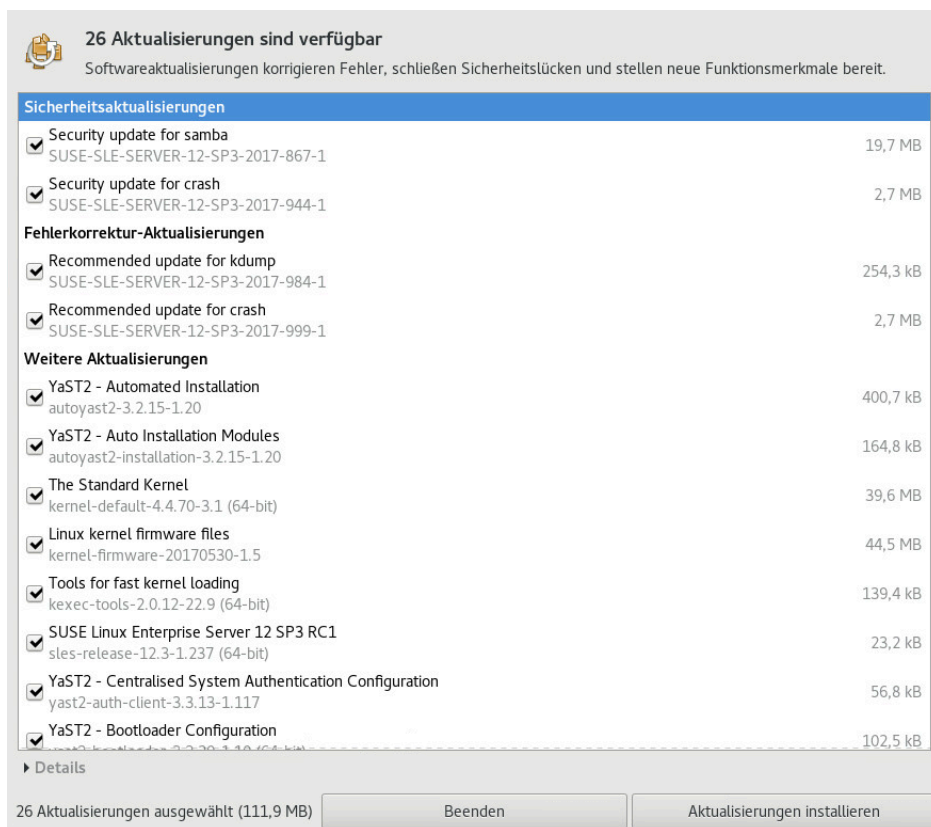 26 Aktualisierungen sind verfügbar
Softwareaktualisierungen korrigieren Fehler, schließen Sicherheitslücken und stellen neue Funktionsmerkmale bereit.
Sicherheitsaktualisierungen
Security update for samba
SUSE-SLE-SERVER-12-SP3-2017-867-1
19,7 MB
Security update for crash
SUSE-SLE-SERVER-12-SP3-2017-944-1
2,7 MB
Fehlerkorrektur-Aktualisierungen
Recommended update for kdump
SUSE-SLE-SERVER-12-SP3-2017-984-1
254,3 kB
Recommended update for crash
SUSE-SLE-SERVER-12-SP3-2017-999-1
2,7 MB
Weitere Aktualisierungen
YaST2 - Automated Installation
autoyast2-3.2.15-1.20
400,7 kB
YaST2 - Auto Installation Modules
autoyast2-installation-3.2.15-1.20
164,8 kB
The Standard Kernel
kernel-default-4.4.70-3.1 (64-bit)
39,6 MB
Linux kernel firmware files
kernel-firmware-20170530-1.5
44,5 MB
Tools for fast kernel loading
kexec-tools-2.0.12-22.9 (64-bit)
139,4 kB
SUSE Linux Enterprise Server 12 SP3 RC1
sles-release-12.3-1.237 (64-bit)
23,2 kB
YaST2 - Centralised System Authentication Configuration
yast2-auth-client-3.3.13-1.117
56,8 kB
YaST2 - Bootloader Configuration
102,5 kB
Details
26 Aktualisierungen ausgewählt (111,9 MB)
Beenden
Aktualisierungen installieren